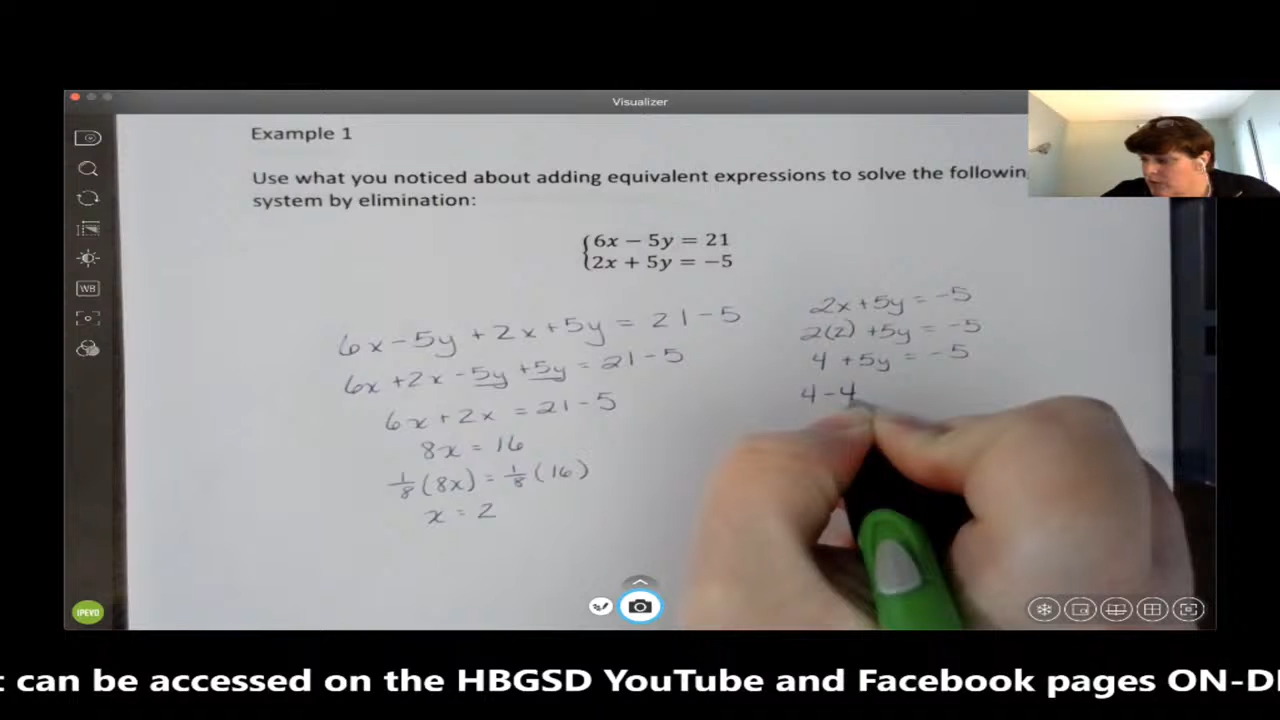 Visualizer
Example 1
Use what you noticed about adding equivalent expressions to solve the followin
system by elimination:
6x − 5y = 21
2x + 5y = −5
6x - 5y + 2x + 5y = 21 - 5
6x + 2x - 5y + 5y = 21 - 5
6x + 2x = 21 - 5
8x = 16
1/8 (8x) = 1/8 (16)
x = 2
2x + 5y = -5
2(2) + 5y = -5
4 + 5y = -5
4 - 4
WB
IPEVO
t can be accessed on the HBGSD YouTube and Facebook pages ON-D